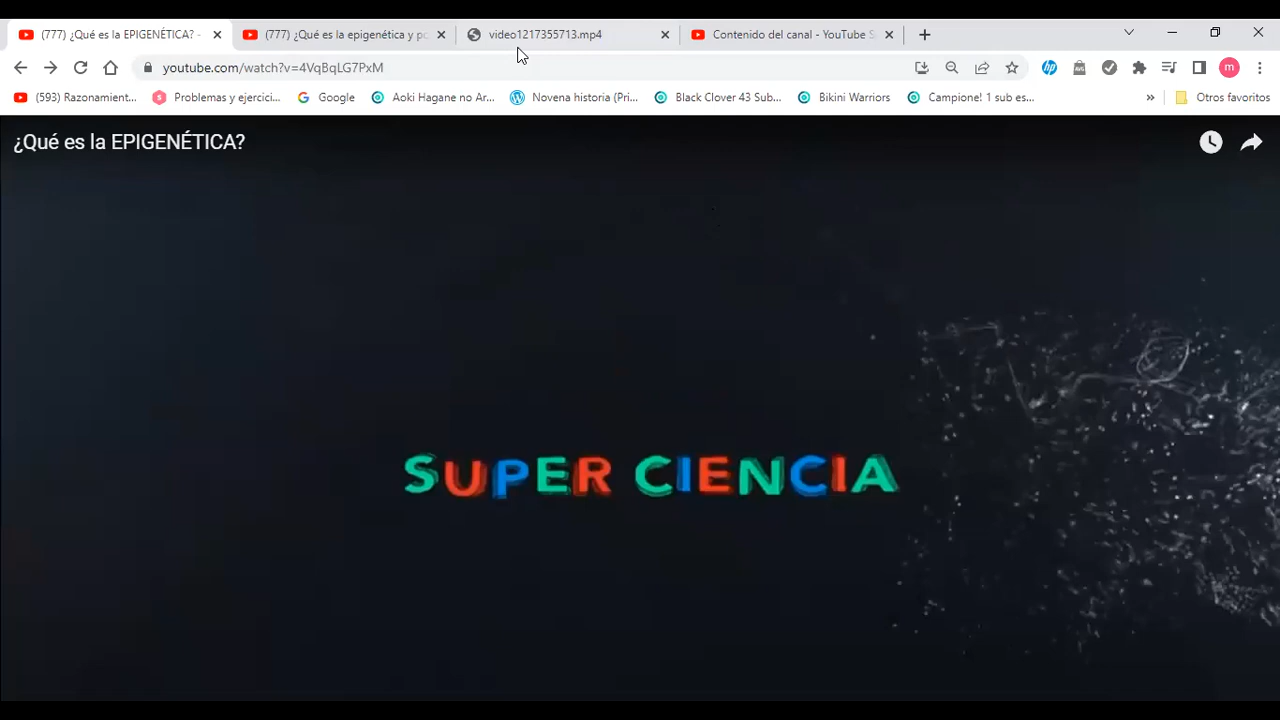 (777) ¿Qué es la EPIGENÉTICA? -
(777) ¿Qué es la epigenética y po
video1217355713.mp4
Contenido del canal - YouTube S
youtube.com/watch?v=4VqBqLG7PxM
m
(593) Razonamient...
Problemas y ejercici...
Google
Aoki Hagane no Ar...
Novena historia (Pri...
Black Clover 43 Sub...
Bikini Warriors
Campione! 1 sub es...
»
Otros favoritos
¿Qué es la EPIGENÉTICA?
SUPER CIENCIA